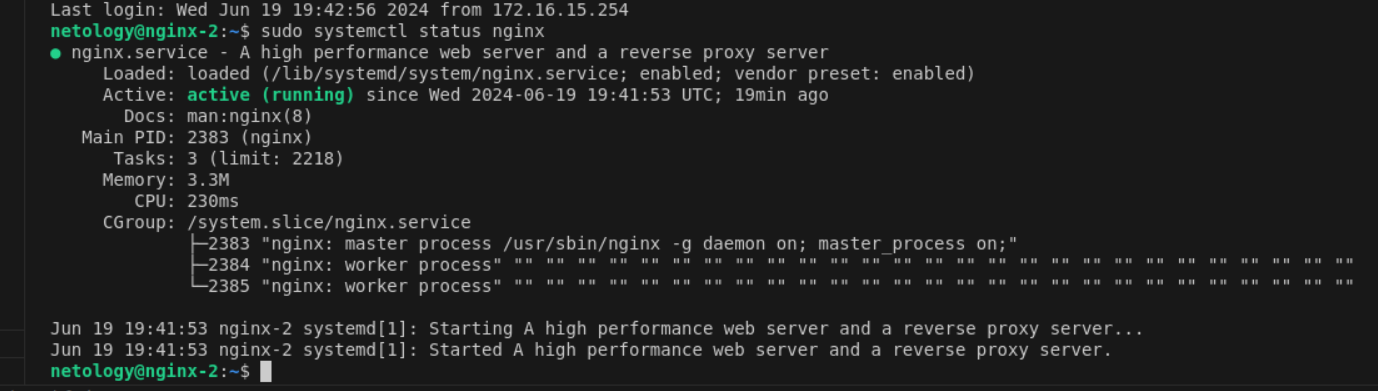 Last login: Wed Jun 19 19:42:56 2024 from 172.16.15.254
netology@nginx-2:~$ sudo systemctl status nginx
● nginx.service - A high performance web server and a reverse proxy server
     Loaded: loaded (/lib/systemd/system/nginx.service; enabled; vendor preset: enabled)
     Active: active (running) since Wed 2024-06-19 19:41:53 UTC; 19min ago
       Docs: man:nginx(8)
   Main PID: 2383 (nginx)
      Tasks: 3 (limit: 2218)
     Memory: 3.3M
        CPU: 230ms
     CGroup: /system.slice/nginx.service
             ├─2383 "nginx: master process /usr/sbin/nginx -g daemon on; master_process on;"
             ├─2384 "nginx: worker process" "" "" "" "" "" "" "" "" "" "" "" "" "" "" "" "" "" "" "" "" "" "" "" "" "" "" ""
             └─2385 "nginx: worker process" "" "" "" "" "" "" "" "" "" "" "" "" "" "" "" "" "" "" "" "" "" "" "" "" "" "" ""
Jun 19 19:41:53 nginx-2 systemd[1]: Starting A high performance web server and a reverse proxy server...
Jun 19 19:41:53 nginx-2 systemd[1]: Started A high performance web server and a reverse proxy server.
netology@nginx-2:~$